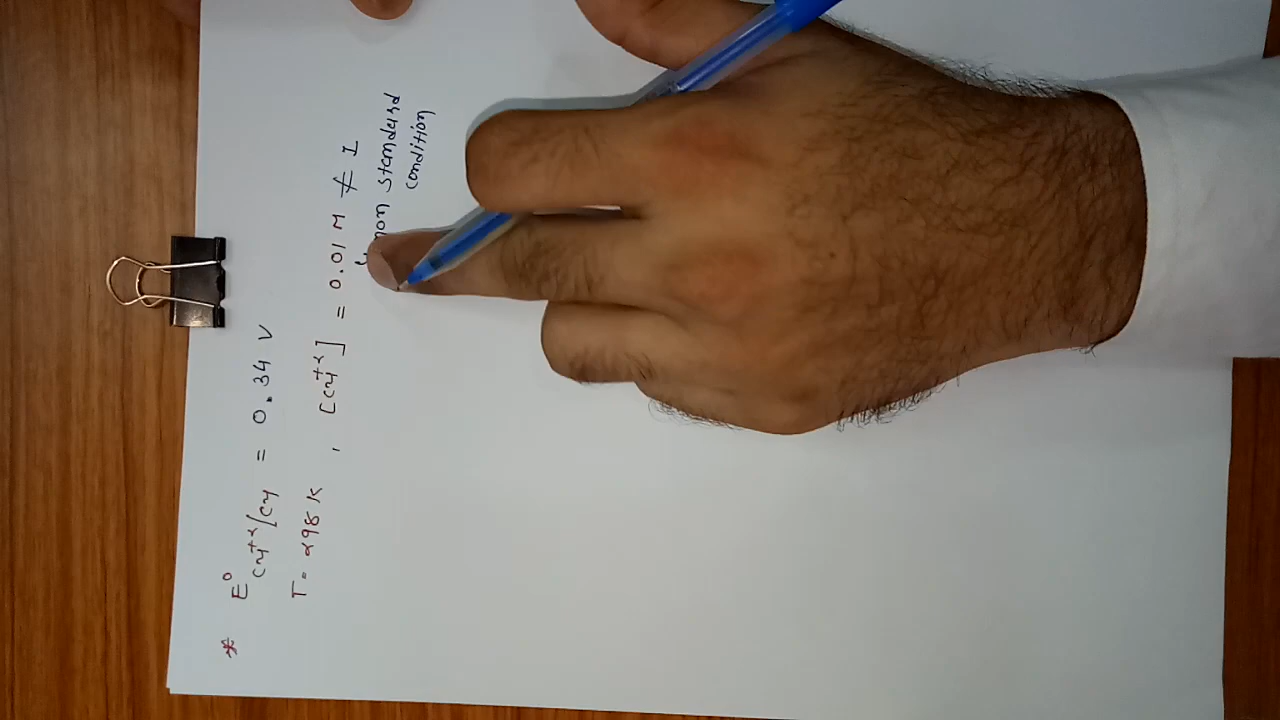 * E° Cu⁺²/Cu = 0.34 V
T = 298 K , [Cu⁺²] = 0.01 M ≠ 1
non standard
condition